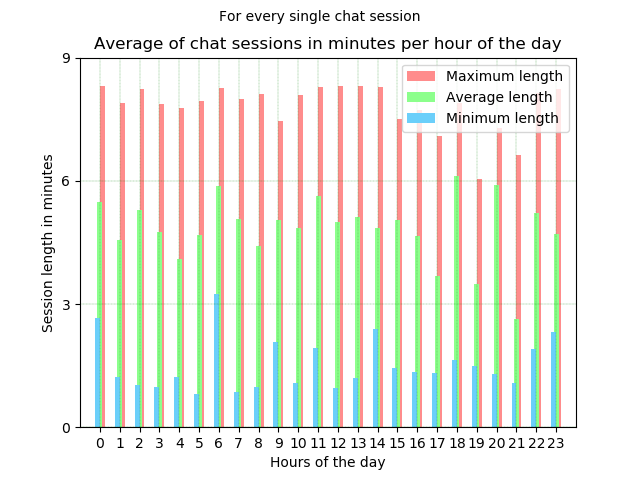 For every single chat session
Average of chat sessions in minutes per hour of the day
Maximum length
Average length
Minimum length
Session length in minutes
9
6
3
0
0 1 2 3 4 5 6 7 8 9 10 11 12 13 14 15 16 17 18 19 20 21 22 23
Hours of the day